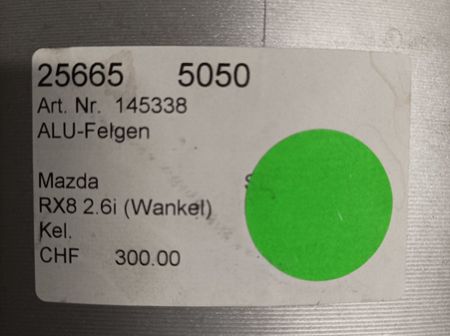 25665 5050
Art. Nr. 145338
ALU-Felgen
Mazda
RX8 2.6i (Wankel)
Kel.
CHF 300.00